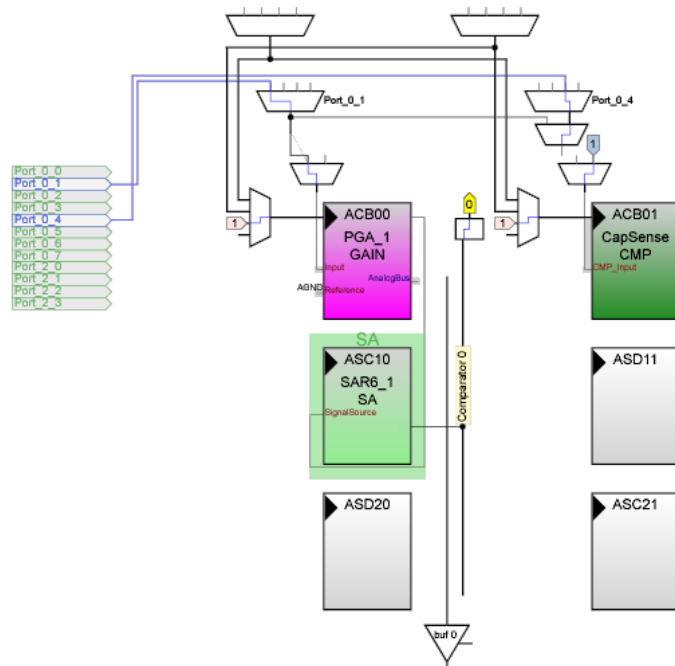 Port_0_1
Port_0_4
1
Port_0_0
Port_0_1
Port_0_2
Port_0_3
Port_0_4
Port_0_5
Port_0_6
Port_0_7
Port_2_0
Port_2_1
Port_2_2
Port_2_3
1
ACB00
PGA_1
GAIN
Input
AnalogBus
AGND
Reference
0
1
ACB01
CapSense
CMP
CMP_Input
SA
ASC10
SAR6_1
SA
SignalSource
Comparator 0
ASD11
ASD20
ASC21
buf 0